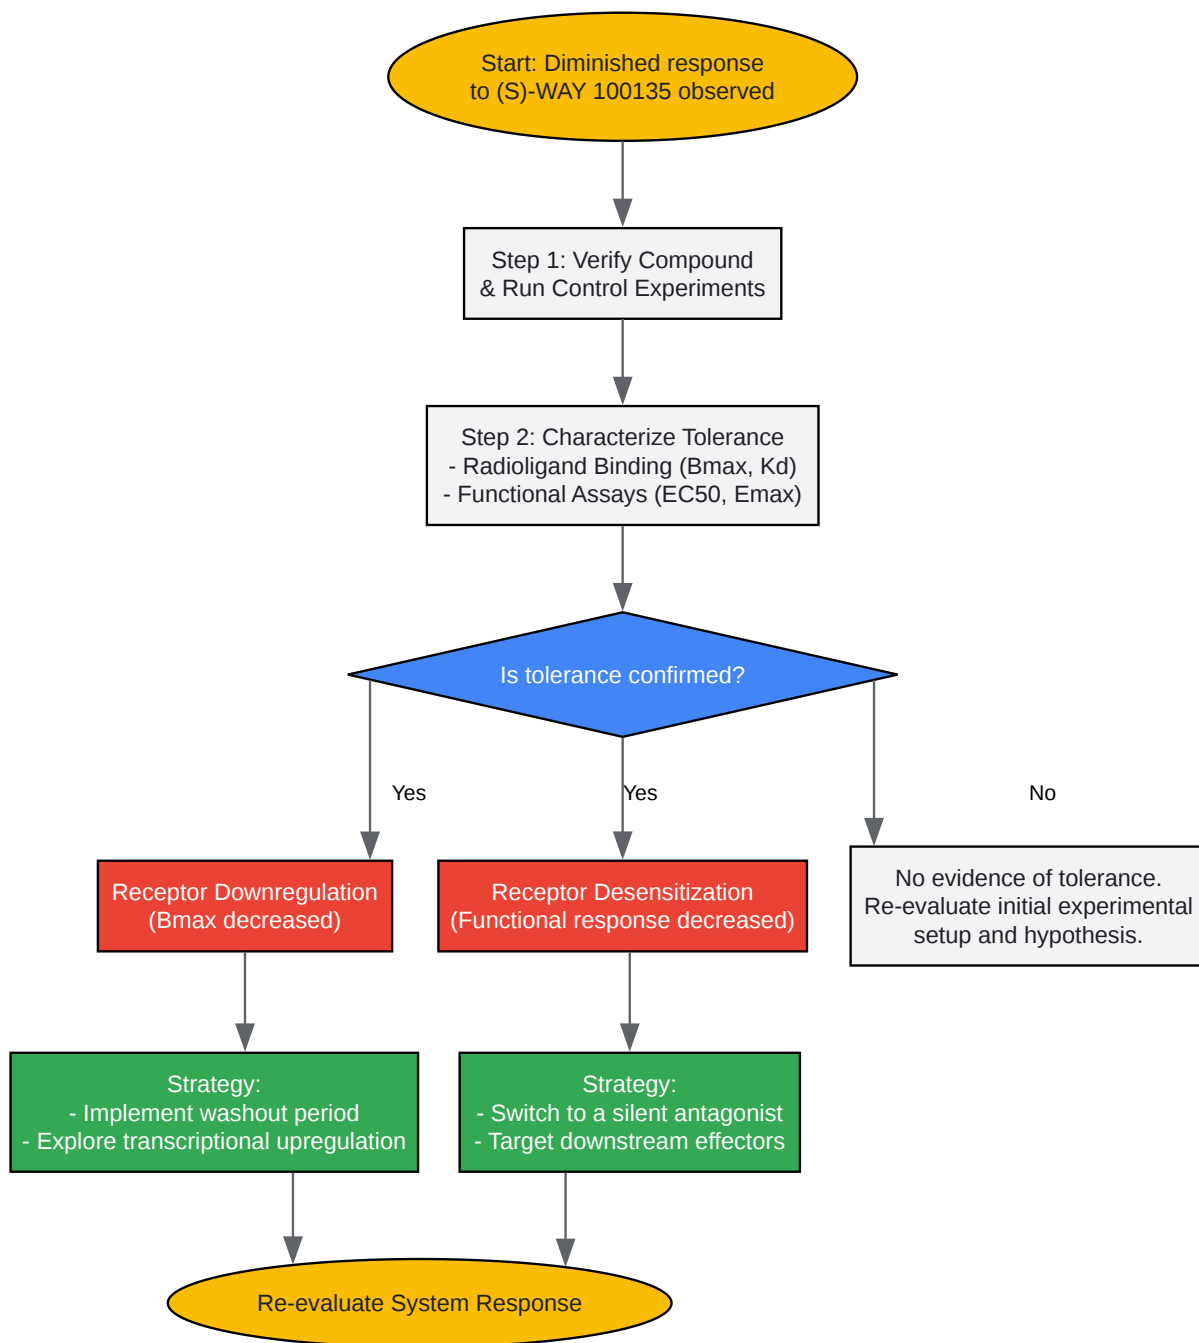 Start: Diminished response
to (S)-WAY 100135 observed
Step 1: Verify Compound
& Run Control Experiments
Step 2: Characterize Tolerance
- Radioligand Binding (Bmax, Kd)
- Functional Assays (EC50, Emax)
Is tolerance confirmed?
Yes
Yes
No
Receptor Downregulation
(Bmax decreased)
Receptor Desensitization
(Functional response decreased)
No evidence of tolerance.
Re-evaluate initial experimental
setup and hypothesis.
Strategy:
- Implement washout period
- Explore transcriptional upregulation
Strategy:
- Switch to a silent antagonist
- Target downstream effectors
Re-evaluate System Response